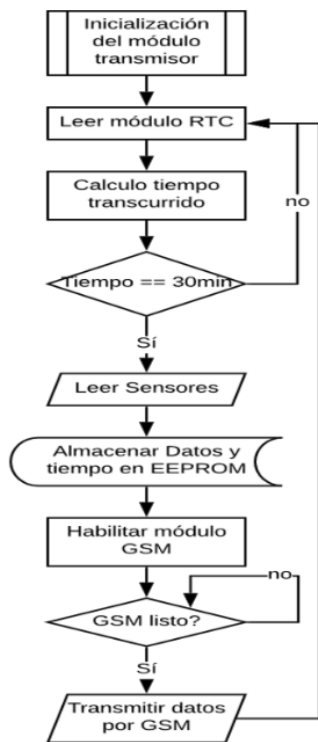 Inicialización
del módulo
transmisor
Leer módulo RTC
Calculo tiempo
transcurrido
no
Tiempo == 30min
Sí
Leer Sensores
Almacenar Datos y
tiempo en EEPROM
Habilitar módulo
GSM
no
GSM listo?
Sí
Transmitir datos
por GSM